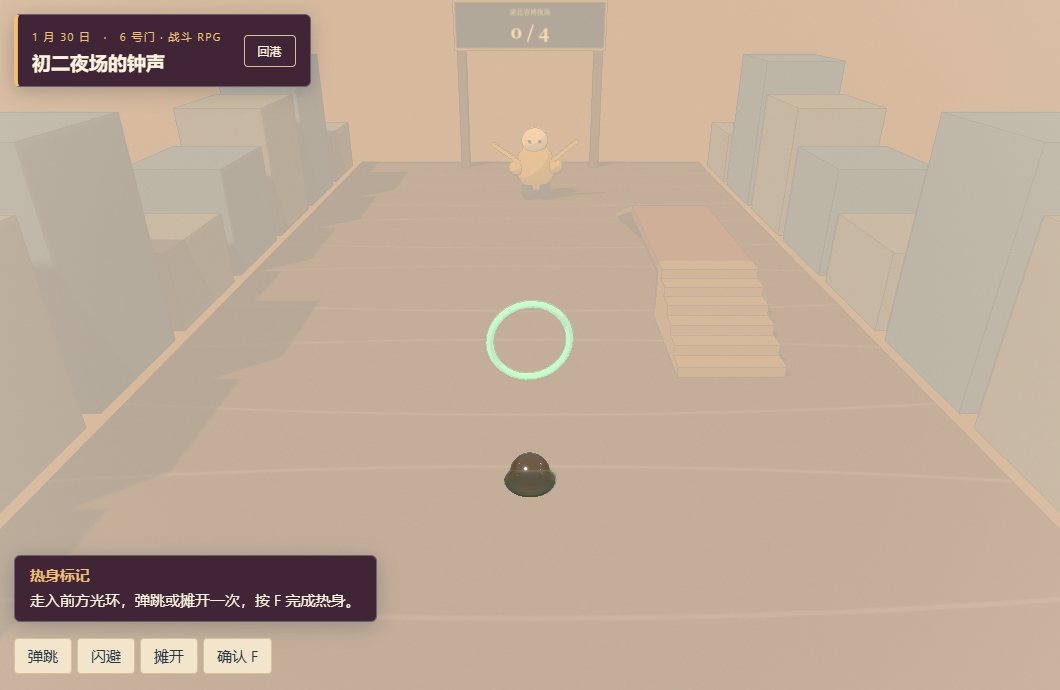 1 月 30 日 · 6 号门 · 战斗 RPG
初二夜场的钟声
回港
0 / 4
热身标记
走入前方光环，弹跳或摊开一次，按 F 完成热身。
弹跳
闪避
摊开
确认 F